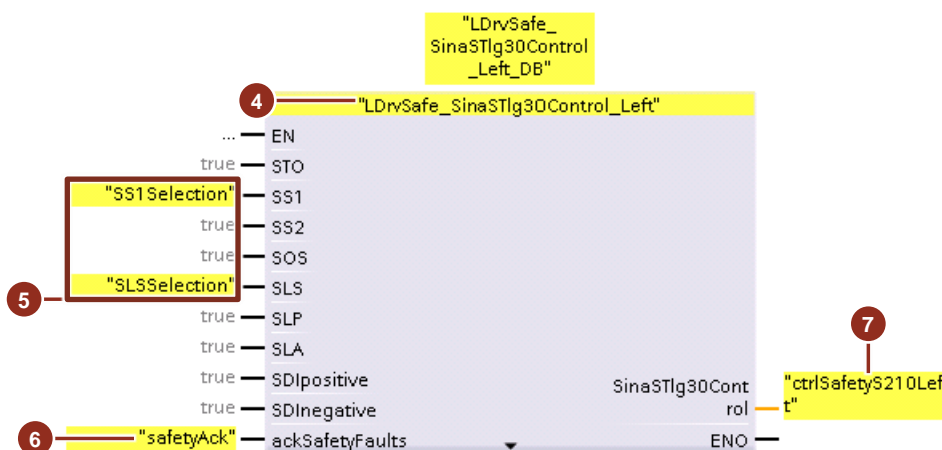 "LDrvSafe_
SinaSTlg30Control
_Left_DB"
4
"LDrvSafe_SinaSTlg30Control_Left"
... EN
true STO
"SS1Selection" SS1
true SS2
true SOS
"SLSSelection" SLS
5
true SLP
7
true SLA
true SDIpositive
SinaSTlg30Cont
rol
"ctrlSafetyS210Lef
t"
true SDInegative
6
"safetyAck" ackSafetyFaults
ENO